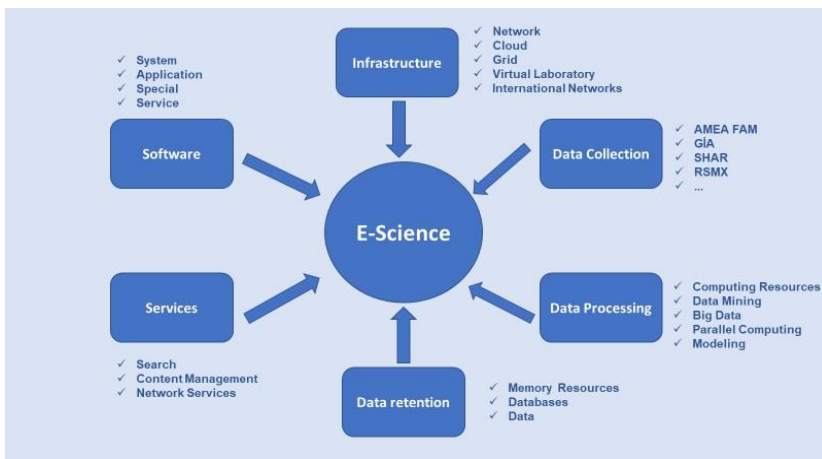 Infrastructure
✓ Network
✓ Cloud
✓ Grid
✓ Virtual Laboratory
✓ International Networks
✓ System
✓ Application
✓ Special
✓ Service
Software
Data Collection
✓ AMEA FAM
✓ GİA
✓ SHAR
✓ RSMX
✓ ...
E-Science
Services
✓ Search
✓ Content Management
✓ Network Services
Data Processing
✓ Computing Resources
✓ Data Mining
✓ Big Data
✓ Parallel Computing
✓ Modeling
Data retention
✓ Memory Resources
✓ Databases
✓ Data